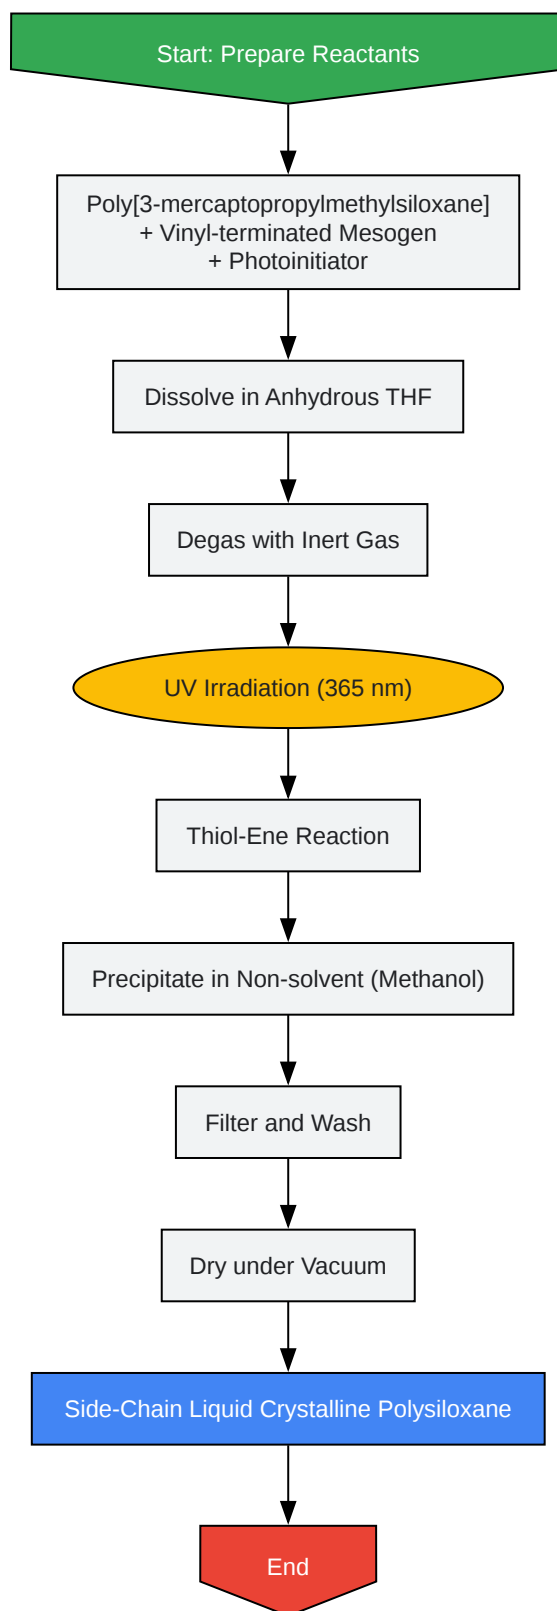 Start: Prepare Reactants
Poly[3-mercaptopropylmethylsiloxane]
+ Vinyl-terminated Mesogen
+ Photoinitiator
Dissolve in Anhydrous THF
Degas with Inert Gas
UV Irradiation (365 nm)
Thiol-Ene Reaction
Precipitate in Non-solvent (Methanol)
Filter and Wash
Dry under Vacuum
Side-Chain Liquid Crystalline Polysiloxane
End